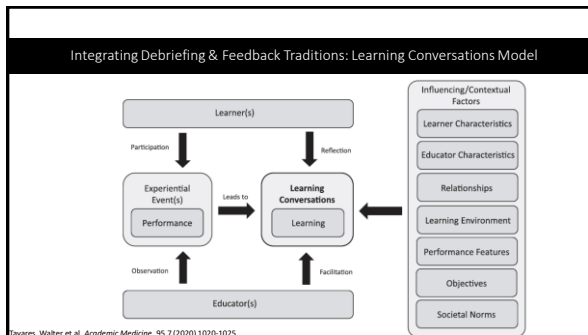 Integrating Debriefing & Feedback Traditions: Learning Conversations Model
Learner(s)
Participation
Reflection
Experiential
Event(s)
Performance
Leads to
Learning
Conversations
Learning
Observation
Facilitation
Educator(s)
Influencing/Contextual
Factors
Learner Characteristics
Educator Characteristics
Relationships
Learning Environment
Performance Features
Objectives
Societal Norms
Tavares, Walter et al. Academic Medicine. 95.7 (2020) 1020-1025.